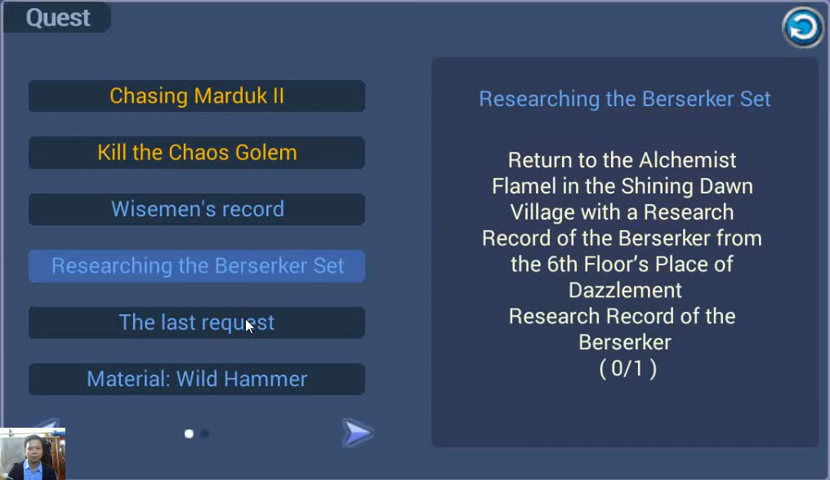 Quest
Chasing Marduk II
Kill the Chaos Golem
Wisemen's record
Researching the Berserker Set
The last request
Material: Wild Hammer
Researching the Berserker Set
Return to the Alchemist
Flamel in the Shining Dawn
Village with a Research
Record of the Berserker from
the 6th Floor's Place of
Dazzlement
Research Record of the
Berserker
( 0/1 )